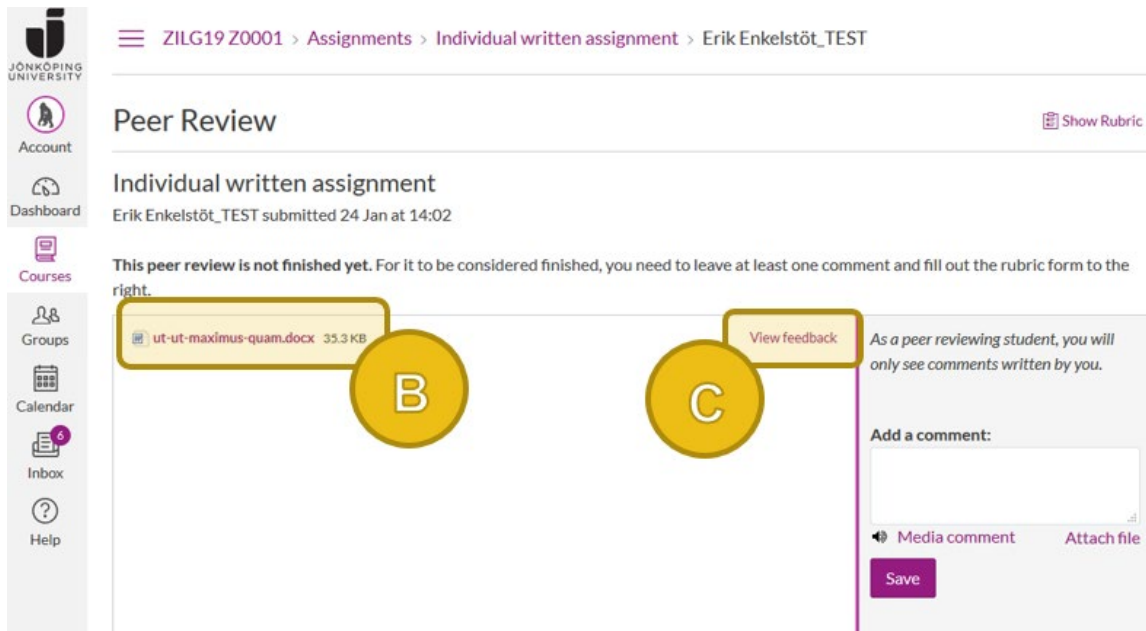 JÖNKÖPING
UNIVERSITY
Account
Dashboard
Courses
Groups
Calendar
6
Inbox
Help
ZILG19 Z0001 > Assignments > Individual written assignment > Erik Enkelstöt_TEST
Peer Review
Show Rubric
Individual written assignment
Erik Enkelstöt_TEST submitted 24 Jan at 14:02
This peer review is not finished yet. For it to be considered finished, you need to leave at least one comment and fill out the rubric form to the
right.
ut-ut-maximus-quam.docx 35.3 KB
B
View feedback
C
As a peer reviewing student, you will
only see comments written by you.
Add a comment:
Media comment
Attach file
Save